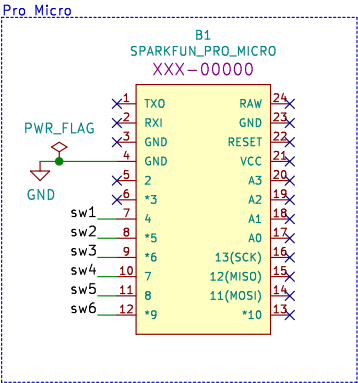 Pro Micro
B1
SPARKFUN_PRO_MICRO
XXX-00000
1 TXO RAW 24
2 RXI GND 23
PWR_FLAG 3 GND RESET 22
4 GND VCC 21
5 2 A3 20
GND 6 *3 A2 19
sw1 7 4 A1 18
sw2 8 *5 A0 17
sw3 9 *6 13(SCK) 16
sw4 10 7 12(MISO) 15
sw5 11 8 11(MOSI) 14
sw6 12 *9 *10 13